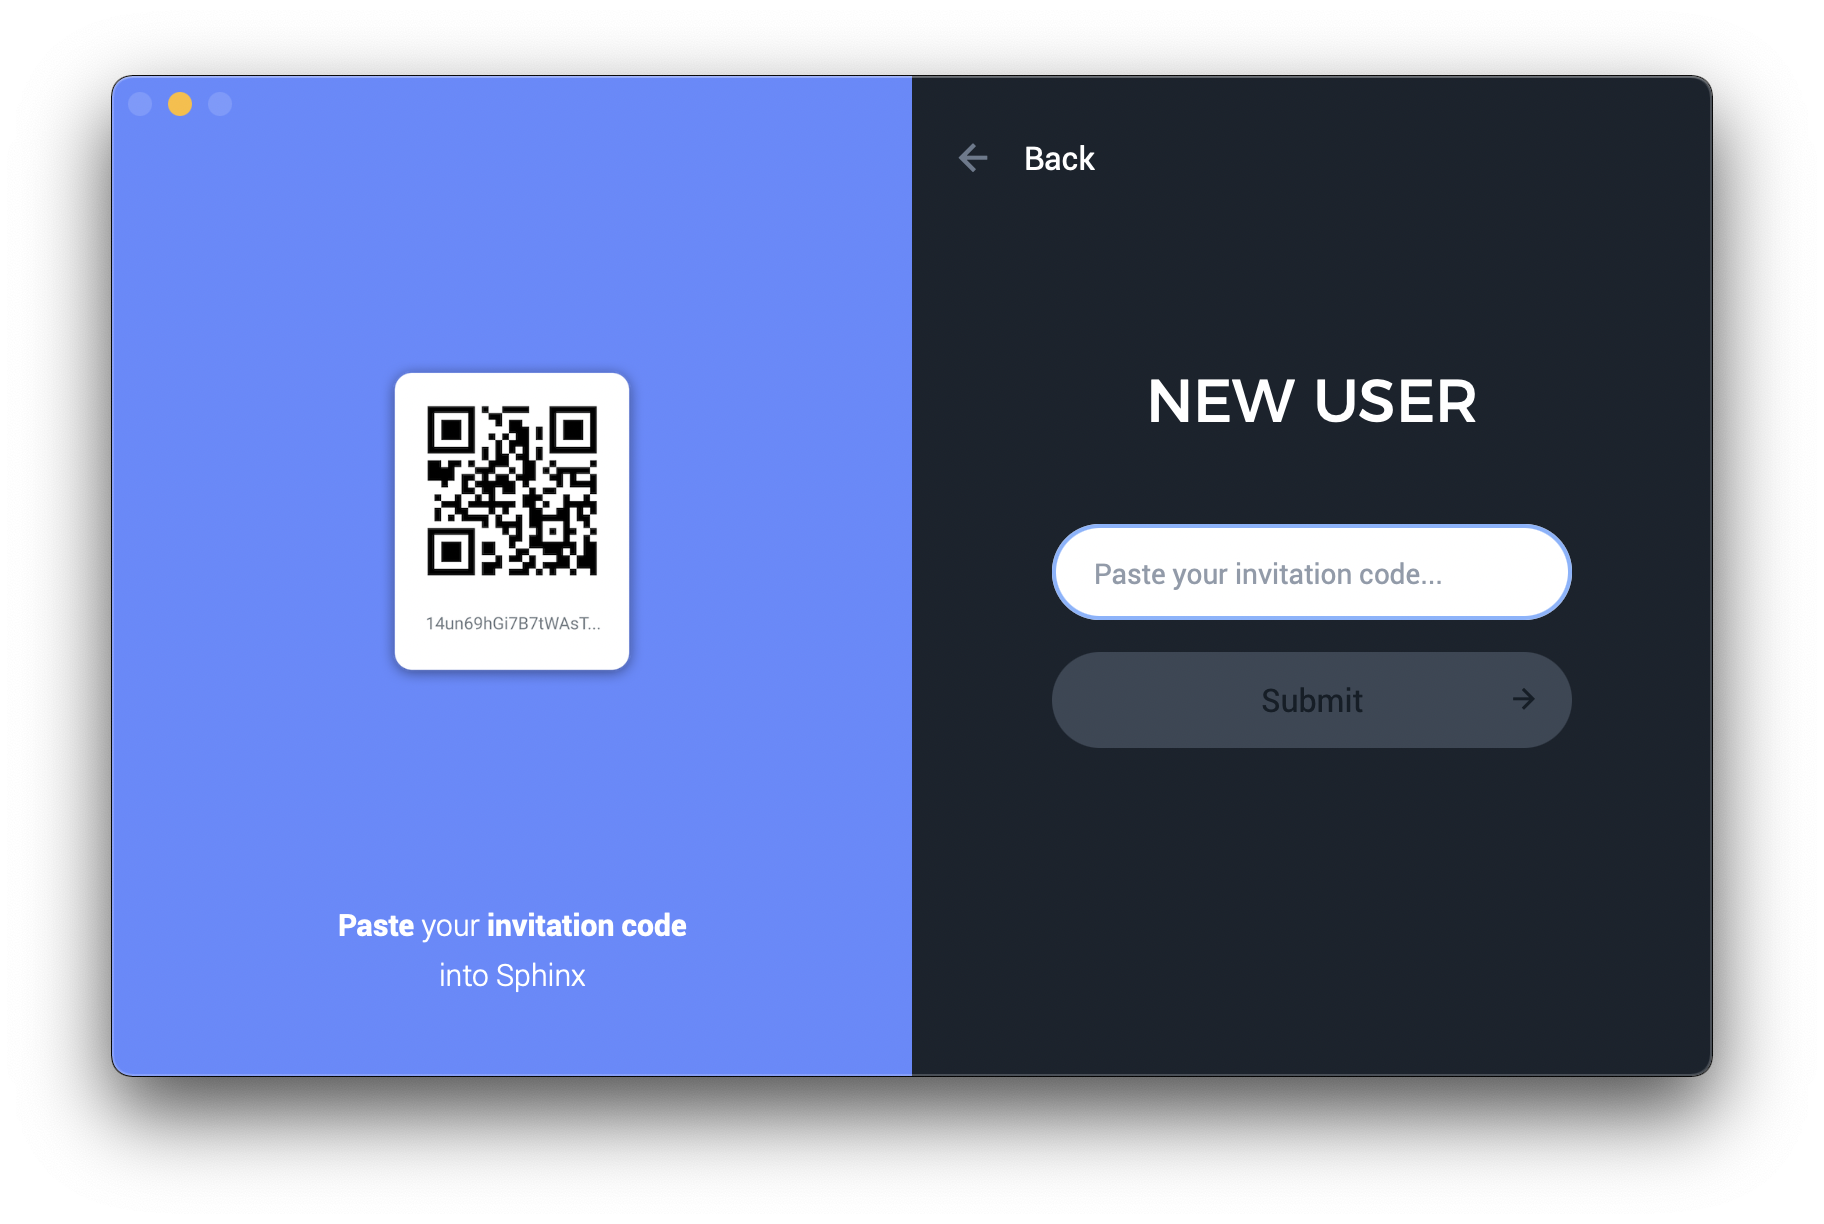 14un69hGi7B7tWAsT...
Paste your invitation code
into Sphinx
Back
NEW USER
Paste your invitation code...
Submit